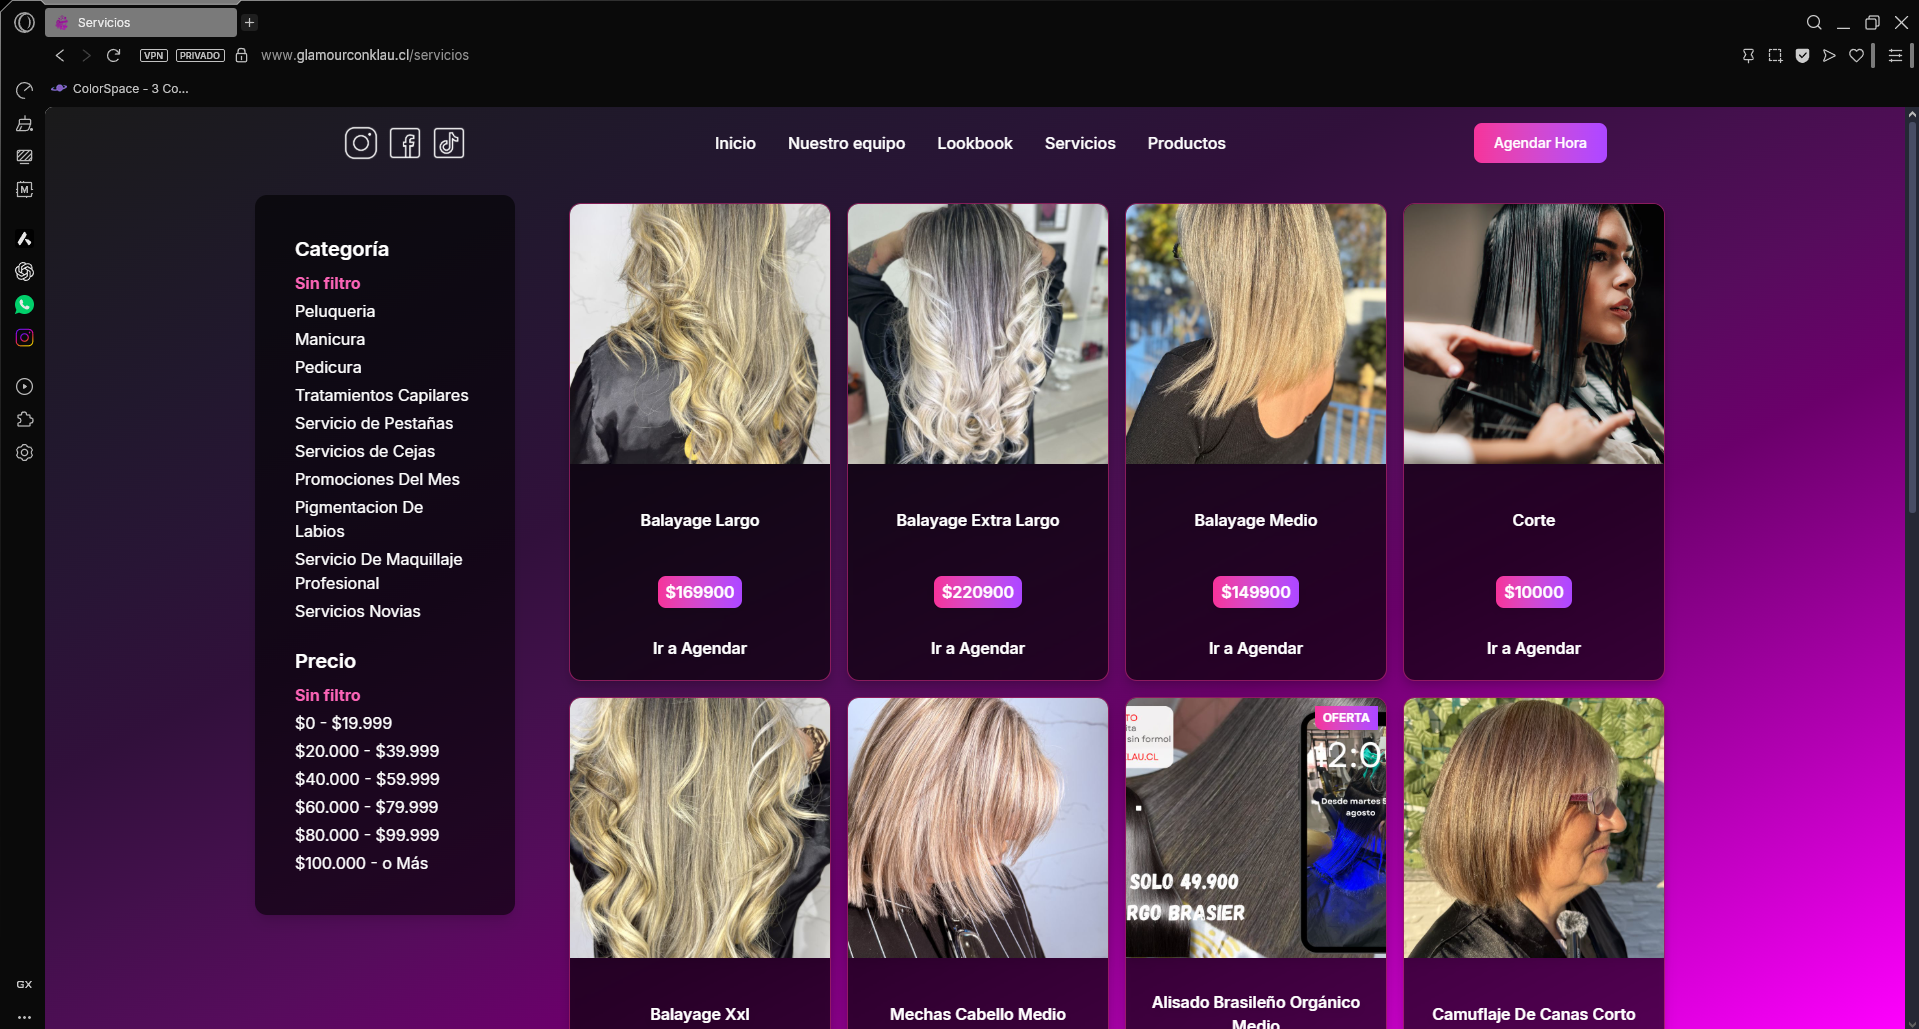 Servicios
VPN
PRIVADO
www.glamourconklau.cl/servicios
ColorSpace - 3 Co...
M
Inicio
Nuestro equipo
Lookbook
Servicios
Productos
Agendar Hora
Categoría
Sin filtro
Peluqueria
Manicura
Pedicura
Tratamientos Capilares
Servicio de Pestañas
Servicios de Cejas
Promociones Del Mes
Pigmentacion De
Labios
Servicio De Maquillaje
Profesional
Servicios Novias
Precio
Sin filtro
$0 - $19.999
$20.000 - $39.999
$40.000 - $59.999
$60.000 - $79.999
$80.000 - $99.999
$100.000 - o Más
Balayage Largo
$169900
Ir a Agendar
Balayage Extra Largo
$220900
Ir a Agendar
Balayage Medio
$149900
Ir a Agendar
Corte
$10000
Ir a Agendar
Balayage Xxl
Mechas Cabello Medio
OFERTA
TO
ita
sin formol
LAU.CL
12:0
Desde martes 5
agosto
SOLO 49.900
RGO BRASIER
Alisado Brasileño Orgánico
Medio
Camuflaje De Canas Corto
GX